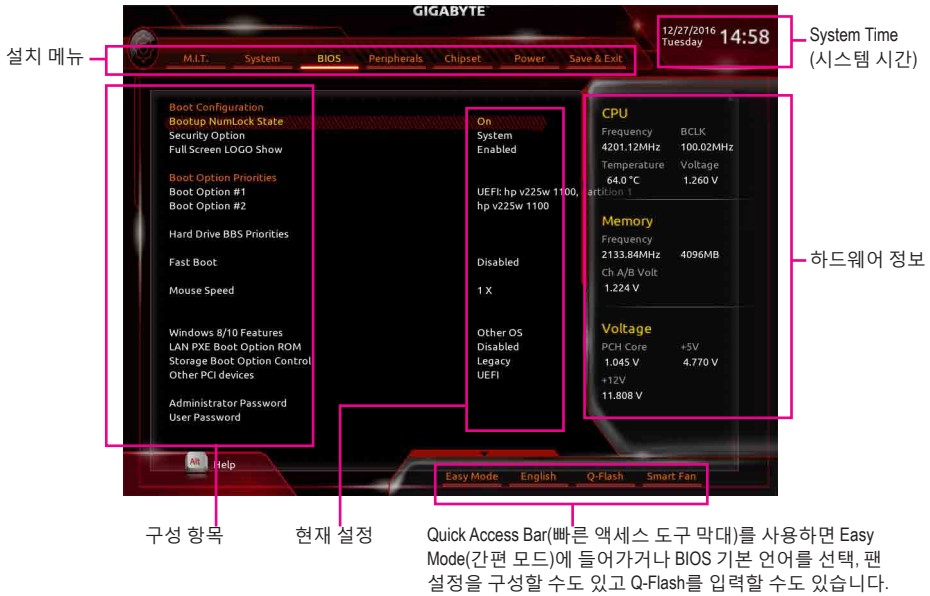 GIGABYTE™
12/27/2016 14:58
Tuesday
System Time
(시스템 시간)
설치 메뉴
M.I.T. System BIOS Peripherals Chipset Power Save & Exit
Boot Configuration
Bootup NumLock State On
Security Option System
Full Screen LOGO Show Enabled
Boot Option Priorities
Boot Option #1 UEFI: hp v225w 1100, Partition 1
Boot Option #2 hp v225w 1100
Hard Drive BBS Priorities
Fast Boot Disabled
Mouse Speed 1 X
Windows 8/10 Features Other OS
LAN PXE Boot Option ROM Disabled
Storage Boot Option Control Legacy
Other PCI devices UEFI
Administrator Password
User Password
CPU
Frequency BCLK
4201.12MHz 100.02MHz
Temperature Voltage
64.0 °C 1.260 V
Memory
Frequency
2133.84MHz 4096MB
Ch A/B Volt
1.224 V
Voltage
PCH Core +5V
1.045 V 4.770 V
+12V
11.808 V
하드웨어 정보
Alt Help
Easy Mode English Q-Flash Smart Fan
구성 항목
현재 설정
Quick Access Bar(빠른 액세스 도구 막대)를 사용하면 Easy
Mode(간편 모드)에 들어가거나 BIOS 기본 언어를 선택, 팬
설정을 구성할 수도 있고 Q-Flash를 입력할 수도 있습니다.